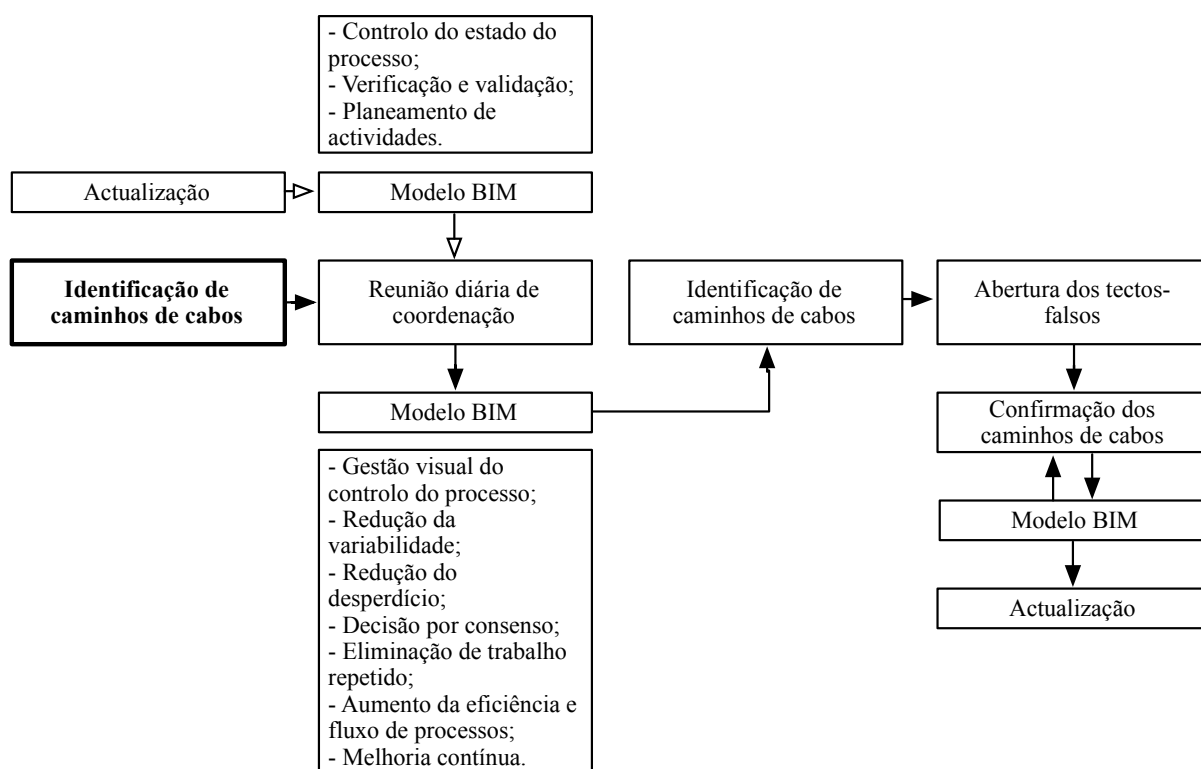 - Controlo do estado do
processo;
- Verificação e validação;
- Planeamento de
actividades.
Actualização
Modelo BIM
Identificação de
caminhos de cabos
Reunião diária de
coordenação
Identificação de
caminhos de cabos
Abertura dos tectos-
falsos
Modelo BIM
Confirmação dos
caminhos de cabos
- Gestão visual do
controlo do processo;
- Redução da
variabilidade;
- Redução do
desperdício;
- Decisão por consenso;
- Eliminação de trabalho
repetido;
- Aumento da eficiência e
fluxo de processos;
- Melhoria contínua.
Modelo BIM
Actualização